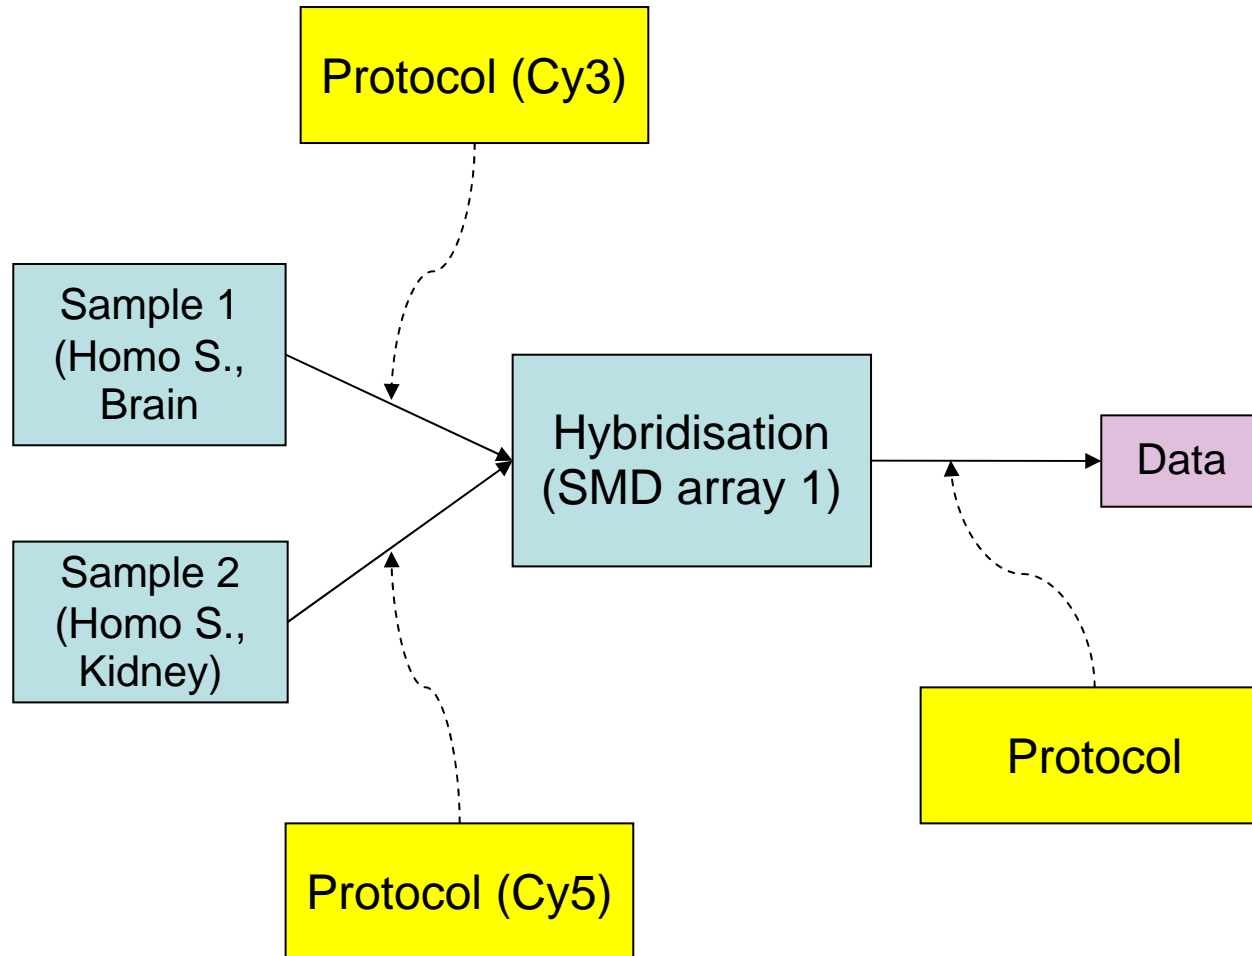 Protocol (Cy3)
Sample 1
(Homo S.,
Brain
Hybridisation
(SMD array 1)
Data
Sample 2
(Homo S.,
Kidney)
Protocol
Protocol (Cy5)